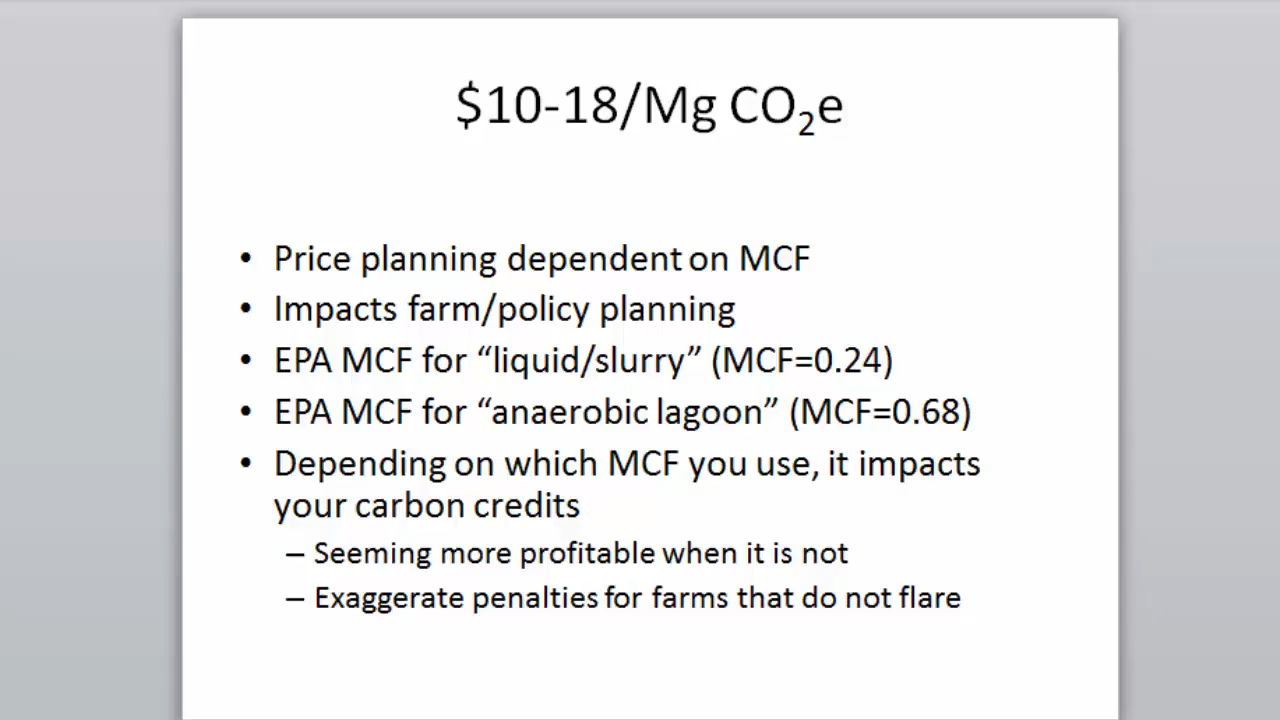 $10-18/Mg CO₂e
• Price planning dependent on MCF
• Impacts farm/policy planning
• EPA MCF for “liquid/slurry” (MCF=0.24)
• EPA MCF for “anaerobic lagoon” (MCF=0.68)
• Depending on which MCF you use, it impacts
your carbon credits
– Seeming more profitable when it is not
– Exaggerate penalties for farms that do not flare